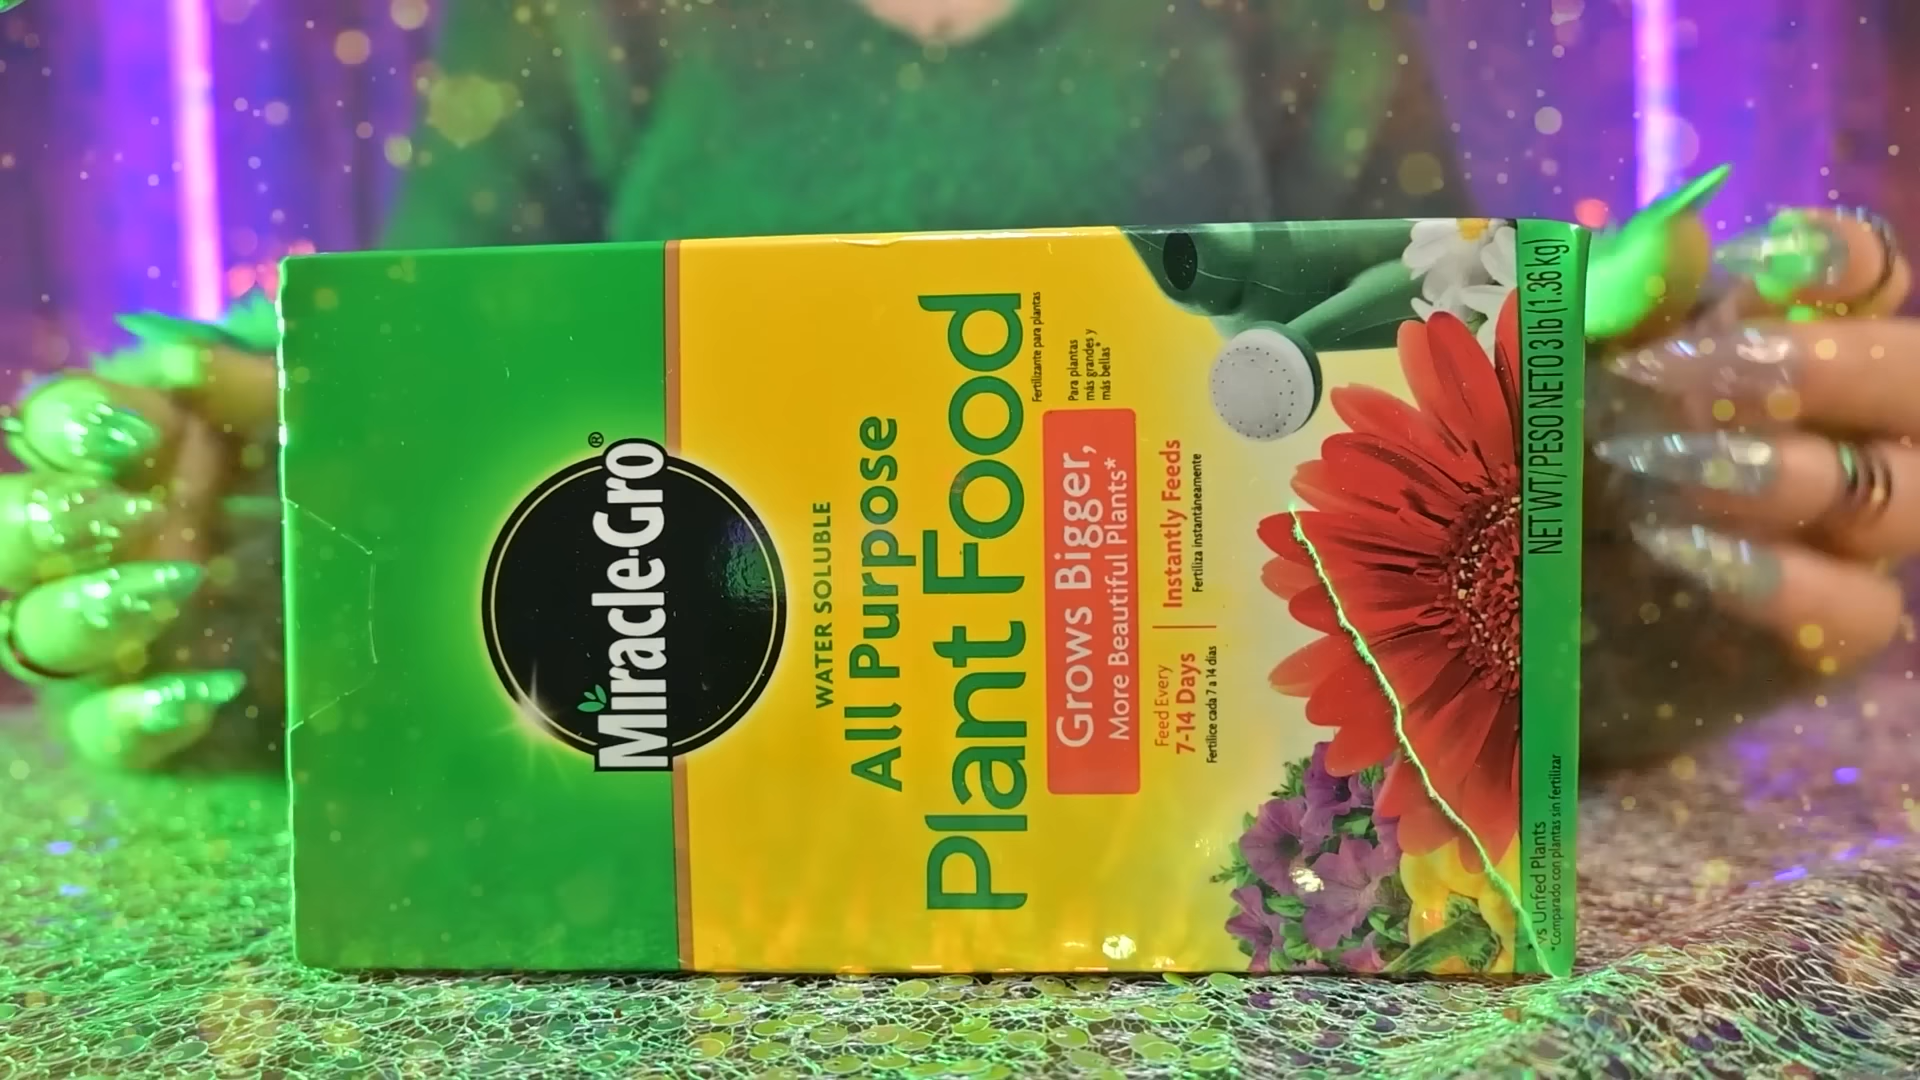 Miracle-Gro®
WATER SOLUBLE
All Purpose
Plant Food
Fertilizante para plantas
Grows Bigger,
More Beautiful Plants*
Para plantas
más grandes y
más bellas*
Feed Every
7-14 Days
Fertilice cada 7 a 14 días
Instantly Feeds
Fertiliza instantáneamente
vs Unfed Plants
*Comparado con plantas sin fertilizar
NET WT/PESO NETO 3 lb (1.36 kg)